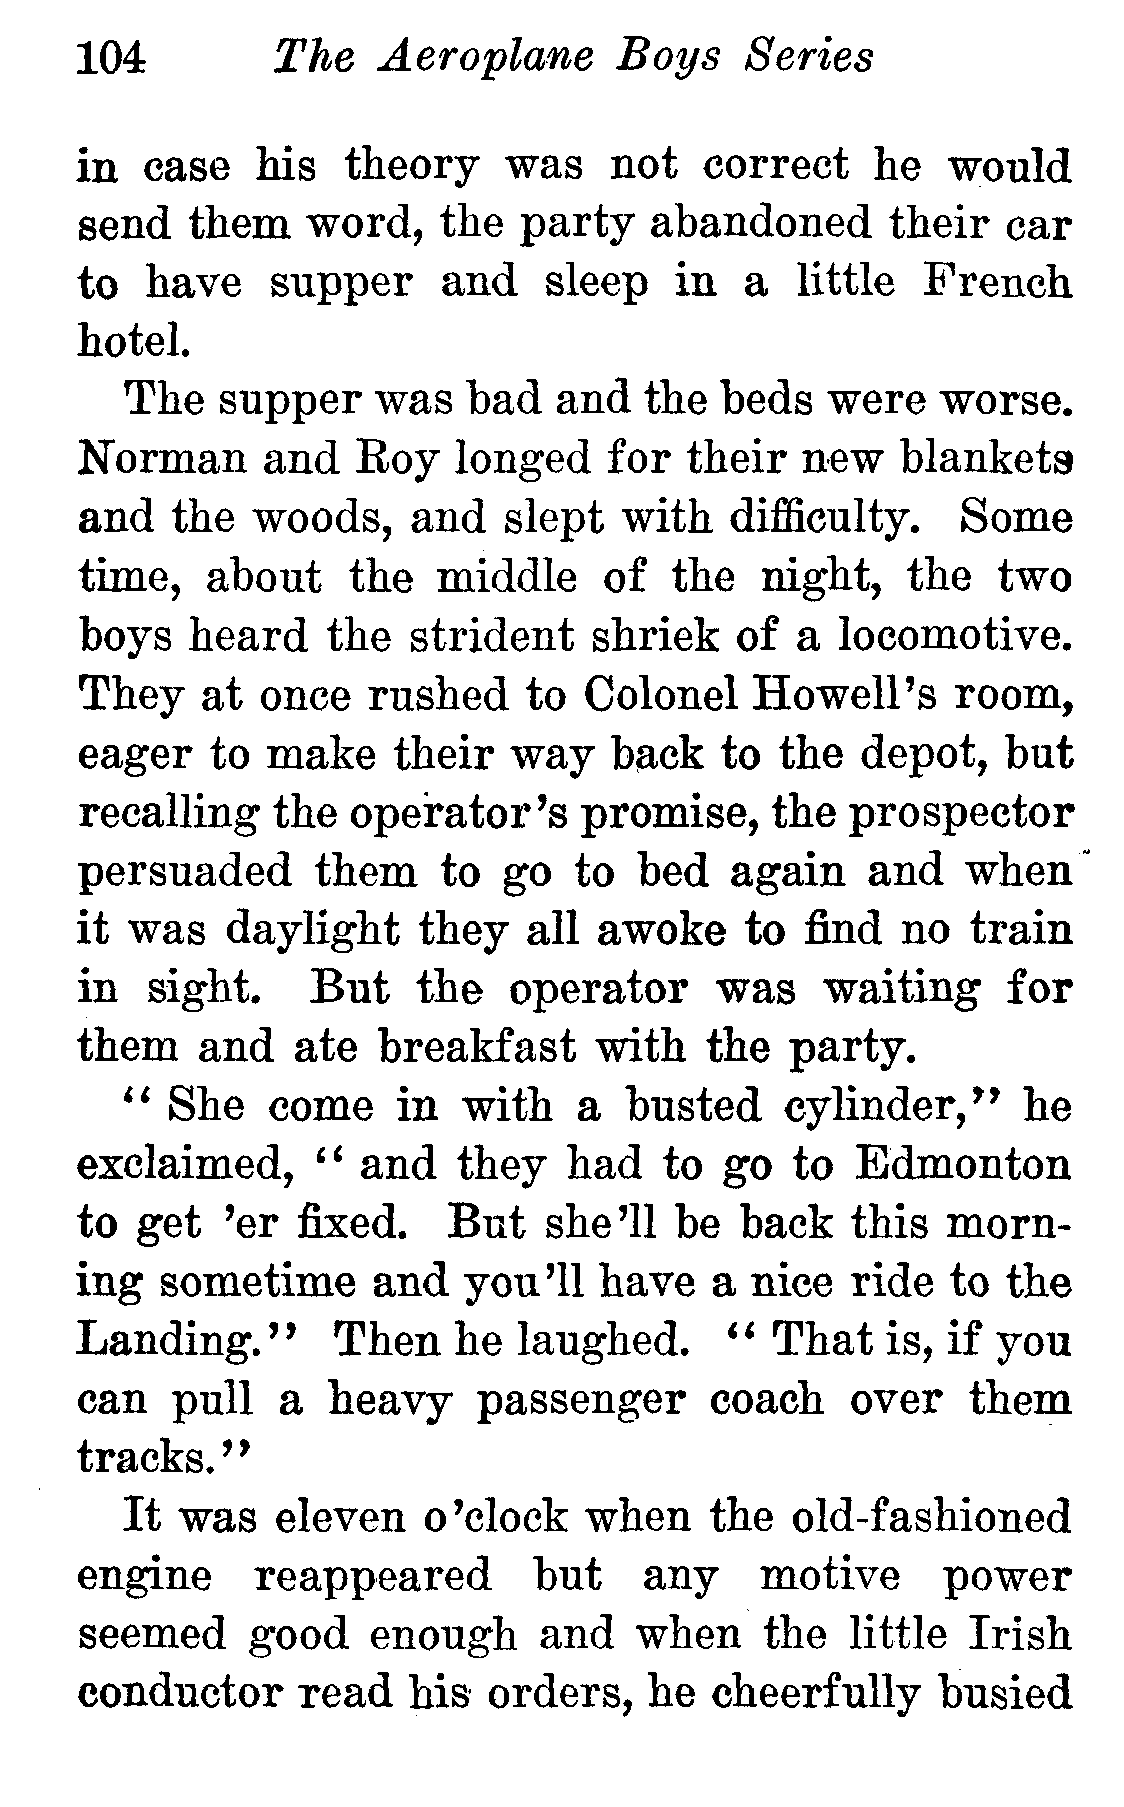 104 The Aeroplane Boys Series
in case his theory was not correct he would
send them word, the party abandoned their car
to have supper and sleep in a little French
hotel.
The supper was bad and the beds were worse.
Norman and Roy longed for their new blankets
and the woods, and slept with difficulty. Some
time, about the middle of the night, the two
boys heard the strident shriek of a locomotive.
They at once rushed to Colonel Howell's room,
eager to make their way back to the depot, but
recalling the operator's promise, the prospector
persuaded them to go to bed again and when
it was daylight they all awoke to find no train
in sight. But the operator was waiting for
them and ate breakfast with the party.
“ She come in with a busted cylinder,” he
exclaimed, “ and they had to go to Edmonton
to get ’er fixed. But she’ll be back this morn-
ing sometime and you’ll have a nice ride to the
Landing.” Then he laughed. “ That is, if you
can pull a heavy passenger coach over them
tracks.”
It was eleven o’clock when the old-fashioned
engine reappeared but any motive power
seemed good enough and when the little Irish
conductor read his orders, he cheerfully busied